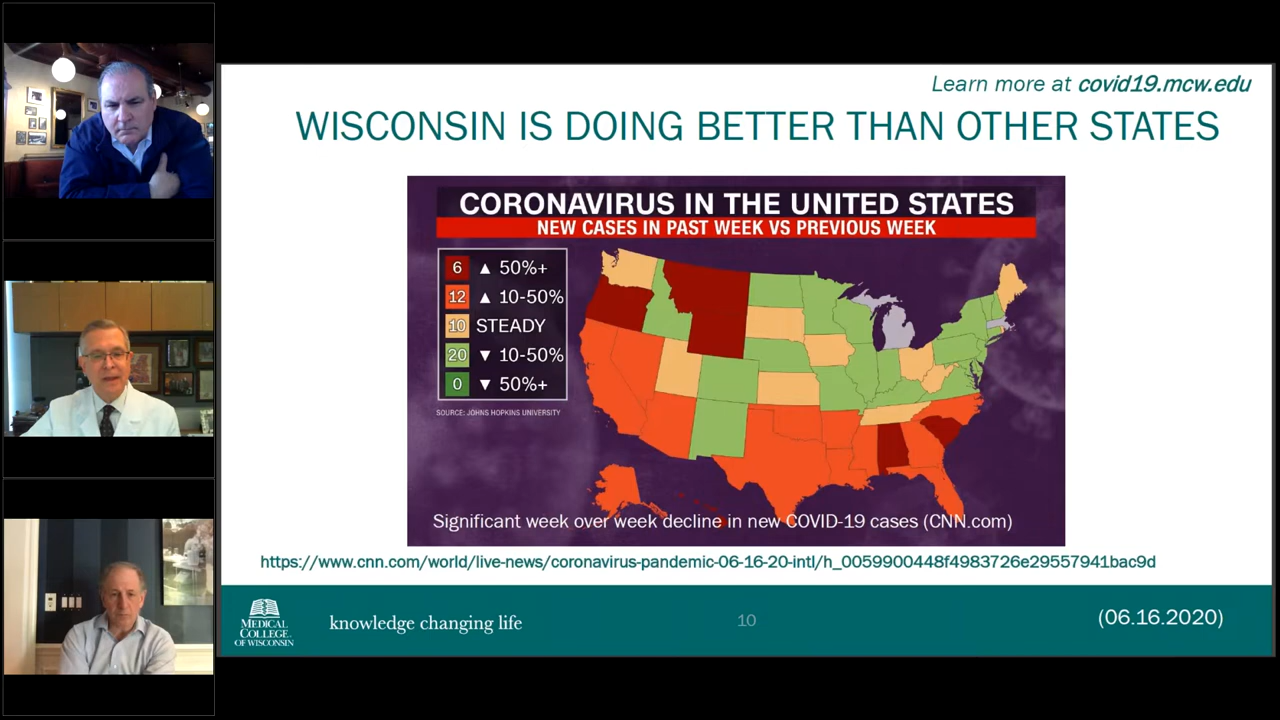 Learn more at covid19.mcw.edu
WISCONSIN IS DOING BETTER THAN OTHER STATES
CORONAVIRUS IN THE UNITED STATES
NEW CASES IN PAST WEEK VS PREVIOUS WEEK
6 ▲ 50%+
12 ▲ 10-50%
10 STEADY
20 ▼ 10-50%
0 ▼ 50%+
SOURCE: JOHNS HOPKINS UNIVERSITY
Significant week over week decline in new COVID-19 cases (CNN.com)
https://www.cnn.com/world/live-news/coronavirus-pandemic-06-16-20-intl/h_0059900448f4983726e29557941bac9d
MEDICAL
COLLEGE
OF WISCONSIN
knowledge changing life
10
(06.16.2020)